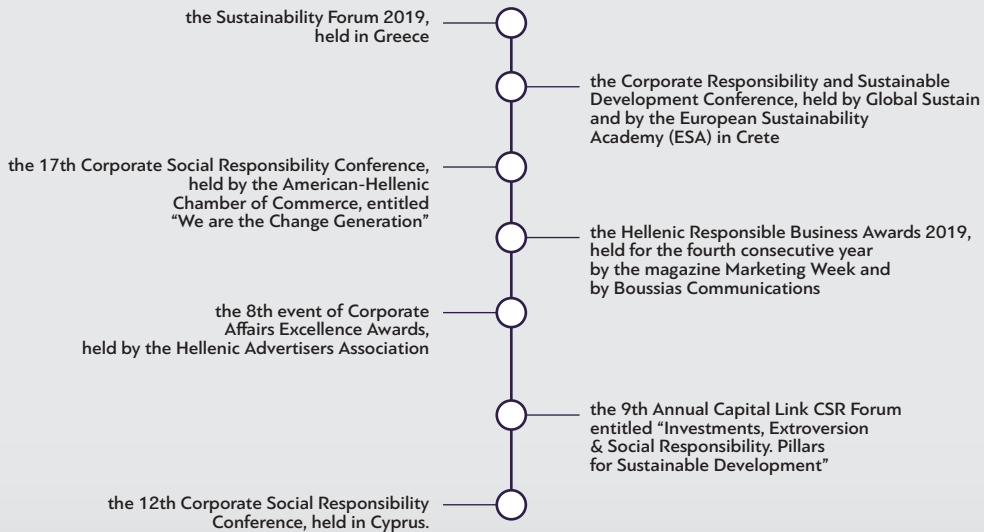 the Sustainability Forum 2019,
held in Greece
the Corporate Responsibility and Sustainable
Development Conference, held by Global Sustain
and by the European Sustainability
Academy (ESA) in Crete
the 17th Corporate Social Responsibility Conference,
held by the American-Hellenic
Chamber of Commerce, entitled
“We are the Change Generation”
the Hellenic Responsible Business Awards 2019,
held for the fourth consecutive year
by the magazine Marketing Week and
by Boussias Communications
the 8th event of Corporate
Affairs Excellence Awards,
held by the Hellenic Advertisers Association
the 9th Annual Capital Link CSR Forum
entitled “Investments, Extroversion
& Social Responsibility. Pillars
for Sustainable Development”
the 12th Corporate Social Responsibility
Conference, held in Cyprus.